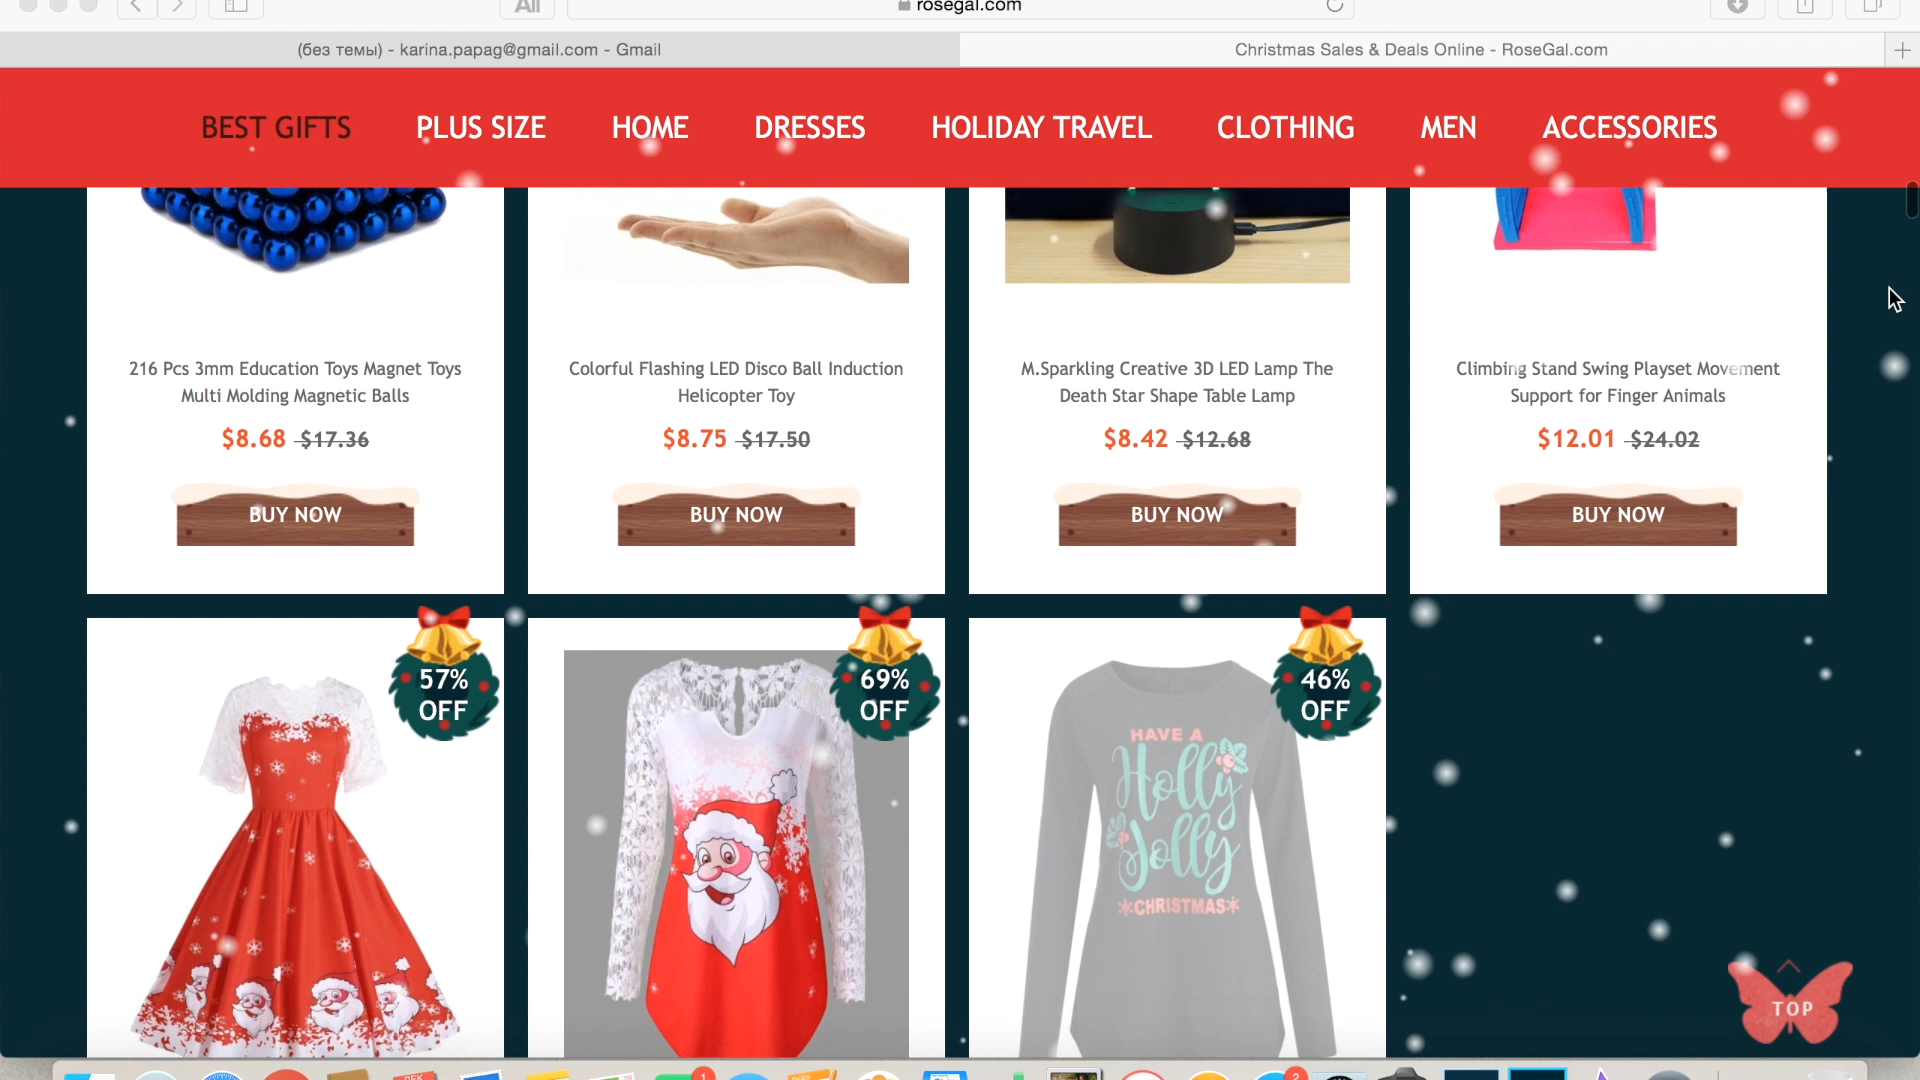 All
rosegal.com
(без темы) - karina.papag@gmail.com - Gmail
Christmas Sales & Deals Online - RoseGal.com
BEST GIFTS
PLUS SIZE
HOME
DRESSES
HOLIDAY TRAVEL
CLOTHING
MEN
ACCESSORIES
216 Pcs 3mm Education Toys Magnet Toys
Multi Molding Magnetic Balls
$8.68 $17.36
BUY NOW
Colorful Flashing LED Disco Ball Induction
Helicopter Toy
$8.75 $17.50
BUY NOW
M.Sparkling Creative 3D LED Lamp The
Death Star Shape Table Lamp
$8.42 $12.68
BUY NOW
Climbing Stand Swing Playset Movement
Support for Finger Animals
$12.01 $24.02
BUY NOW
57%
OFF
69%
OFF
46%
OFF
HAVE A
Holly
Jolly
CHRISTMAS
TOP
ДЕК
1
2